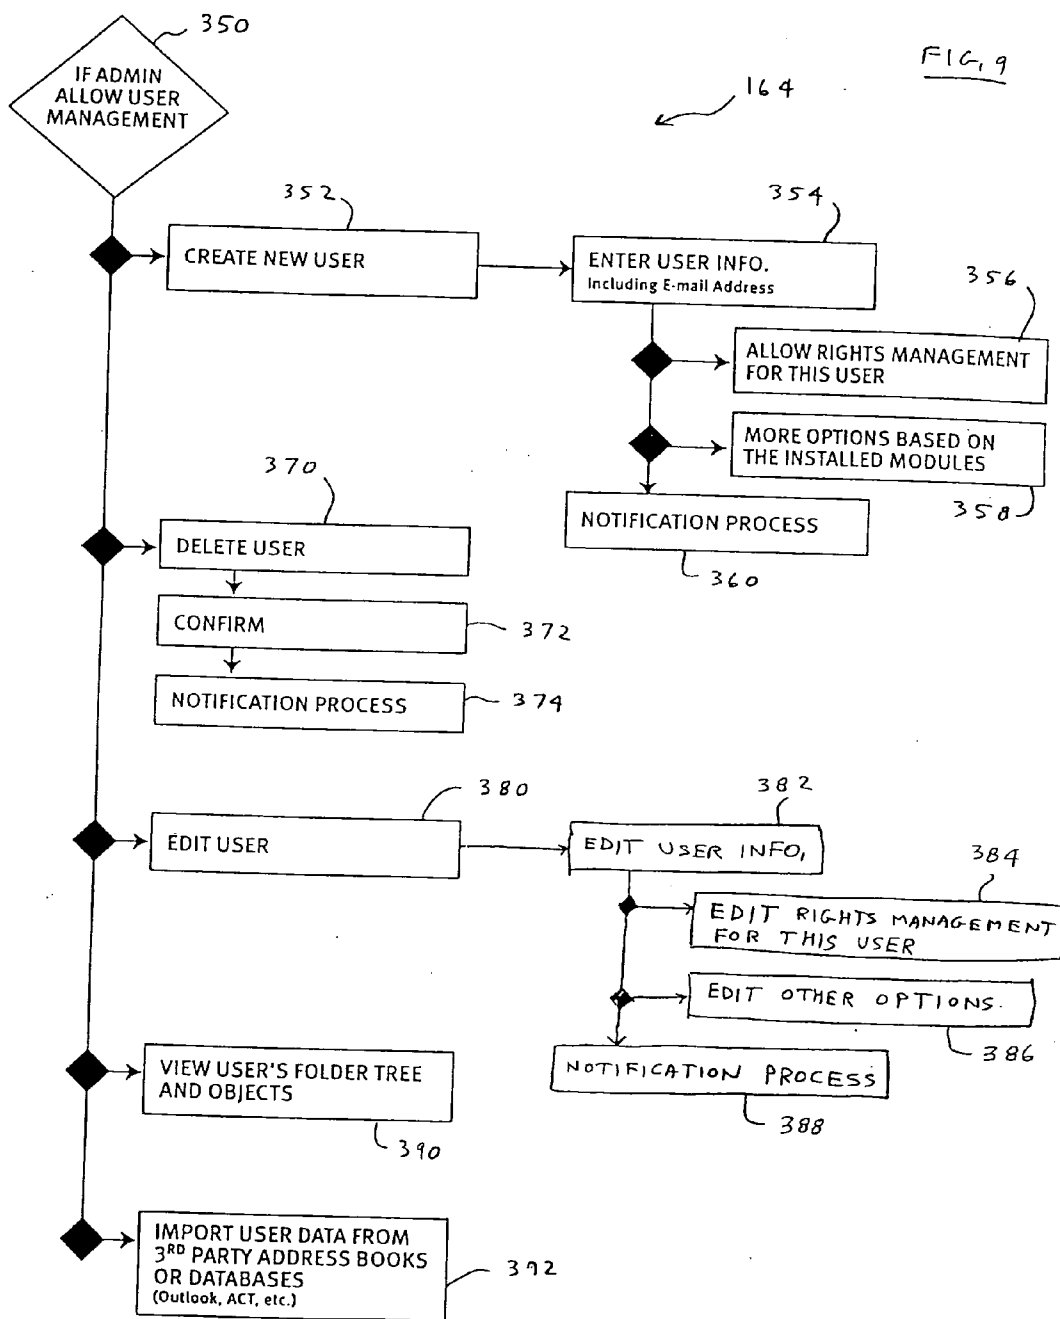 350
IF ADMIN
ALLOW USER
MANAGEMENT
FIG. 9
164
352
CREATE NEW USER
354
ENTER USER INFO.
Including E-mail Address
356
ALLOW RIGHTS MANAGEMENT
FOR THIS USER
MORE OPTIONS BASED ON
THE INSTALLED MODULES
358
NOTIFICATION PROCESS
360
370
DELETE USER
CONFIRM
372
NOTIFICATION PROCESS
374
380
EDIT USER
382
EDIT USER INFO.
384
EDIT RIGHTS MANAGEMENT
FOR THIS USER
EDIT OTHER OPTIONS.
386
NOTIFICATION PROCESS
388
VIEW USER'S FOLDER TREE
AND OBJECTS
390
IMPORT USER DATA FROM
3RD PARTY ADDRESS BOOKS
OR DATABASES
(Outlook, ACT, etc.)
392